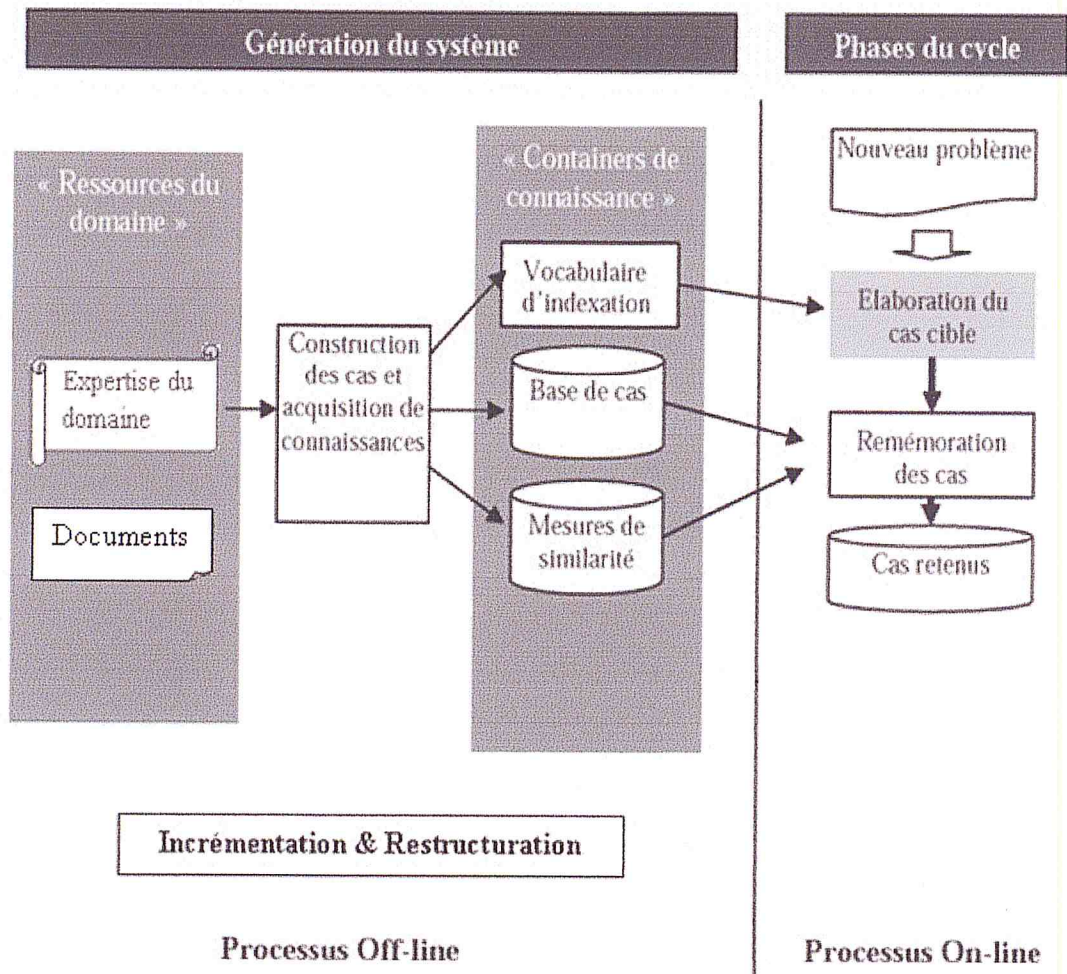 Génération du système
Phases du cycle
« Ressources du
domaine »
Expertise du
domaine
Documents
Construction
des cas et
acquisition de
connaissances
« Containers de
connaissance »
Vocabulaire
d'indexation
Base de cas
Mesures de
similarité
Nouveau problème
Elaboration du
cas cible
Remémoration
des cas
Cas retenus
Incrémentation & Restructuration
Processus Off-line
Processus On-line